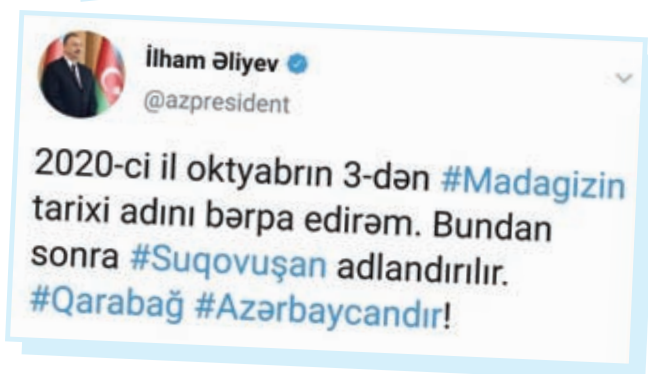 İlham Əliyev
@azpresident
2020-ci il oktyabrın 3-dən #Madagizin
tarixi adını bərpa edirəm. Bundan
sonra #Suqovuşan adlandırılır.
#Qarabağ #Azərbaycandır!